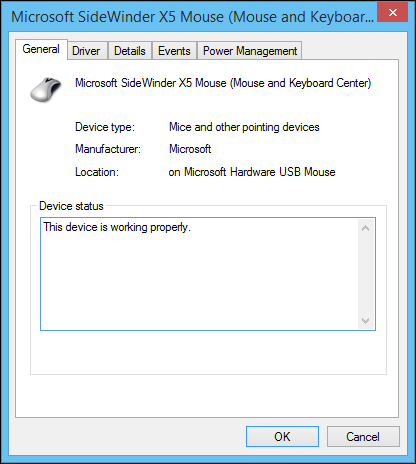 Microsoft SideWinder X5 Mouse (Mouse and Keyboar...
General Driver Details Events Power Management
Microsoft SideWinder X5 Mouse (Mouse and Keyboard Center)
Device type: Mice and other pointing devices
Manufacturer: Microsoft
Location: on Microsoft Hardware USB Mouse
Device status
This device is working properly.
OK Cancel